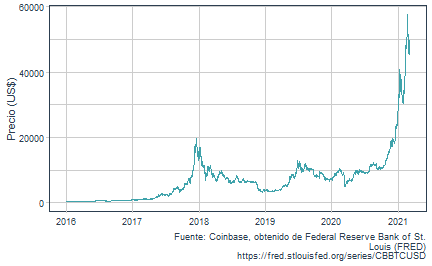 60000
40000
20000
0
Precio (US$)
2016 2017 2018 2019 2020 2021
Fuente: Coinbase, obtenido de Federal Reserve Bank of St.
Louis (FRED)
https://fred.stlouisfed.org/series/CBBTCUSD